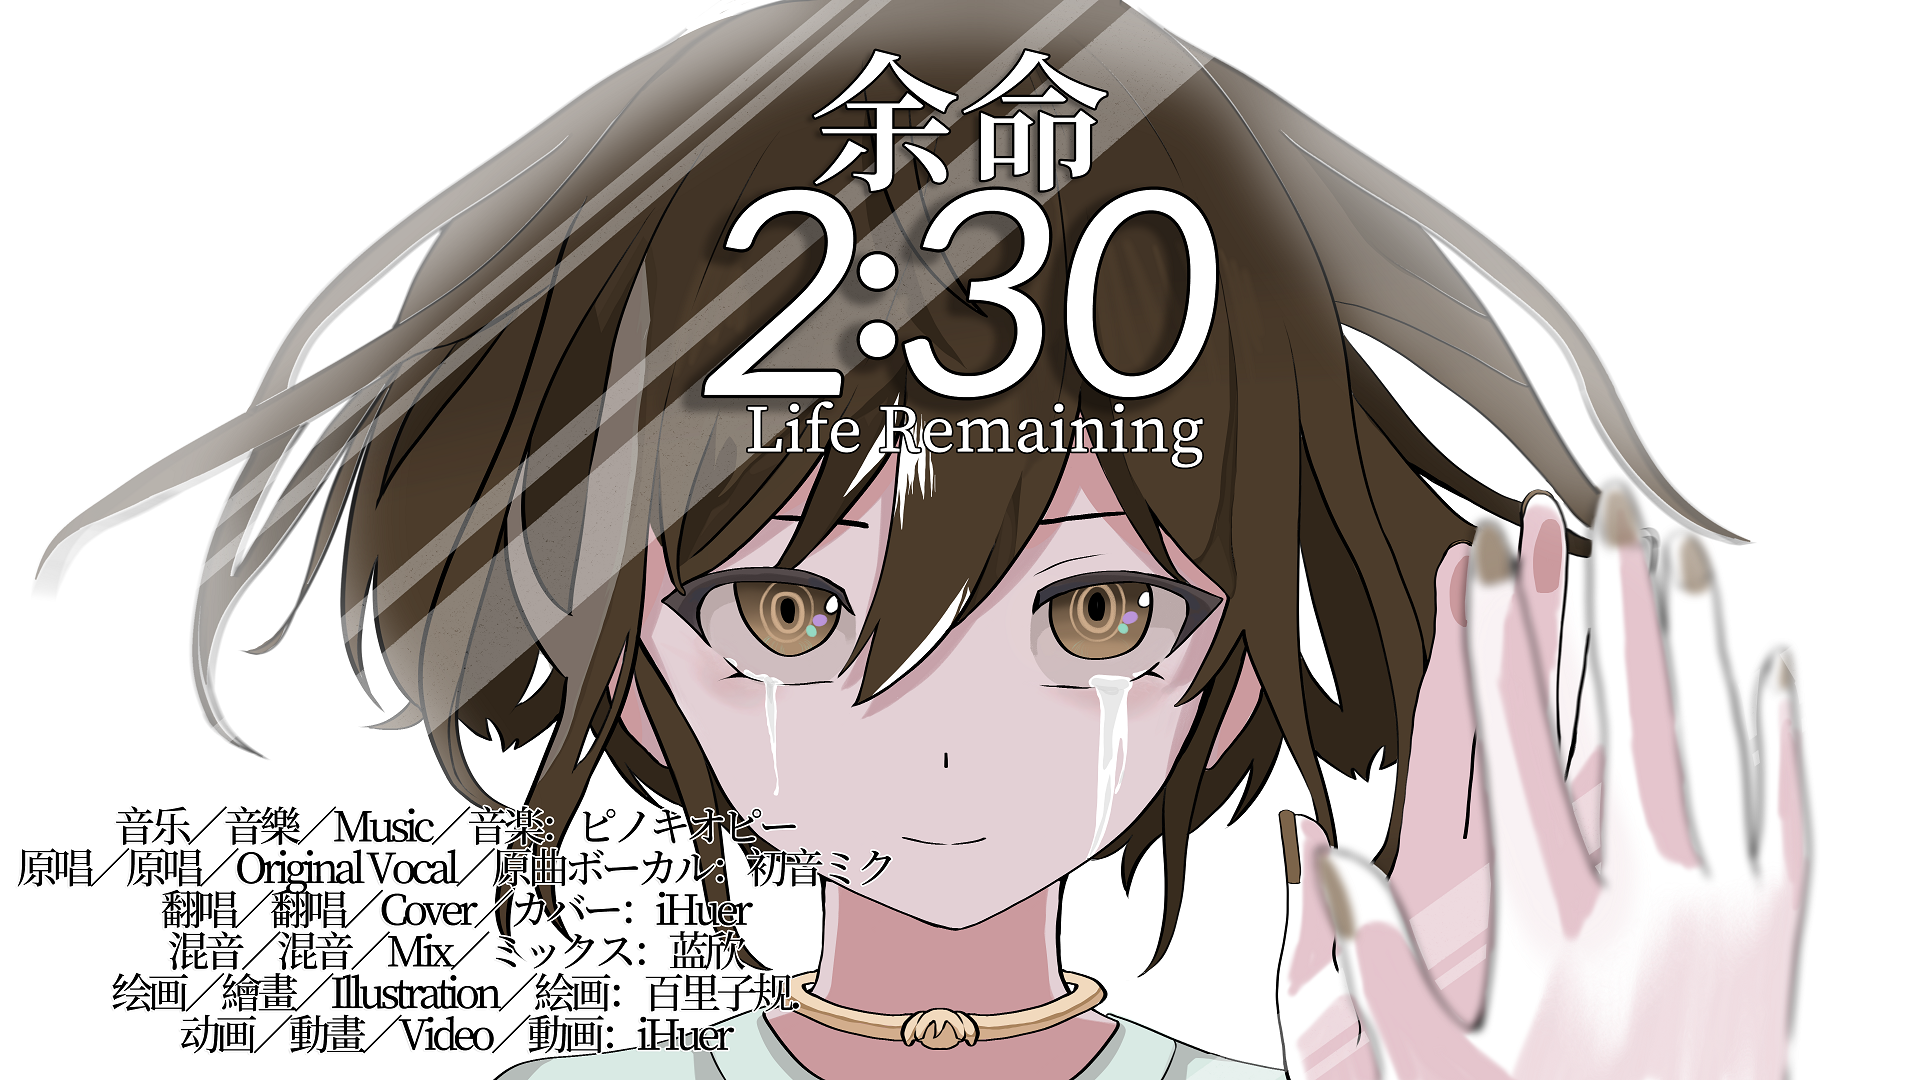 余命
2:30
Life Remaining
音乐／音樂／Music／音楽：ピノキオピー
原唱／原唱／Original Vocal／原曲ボーカル：初音ミク
翻唱／翻唱／Cover／カバー：iHuer
混音／混音／Mix／ミックス：蓝欣
绘画／繪畫／Illustration／絵画：百里子规.
动画／動畫／Video／動画：iHuer